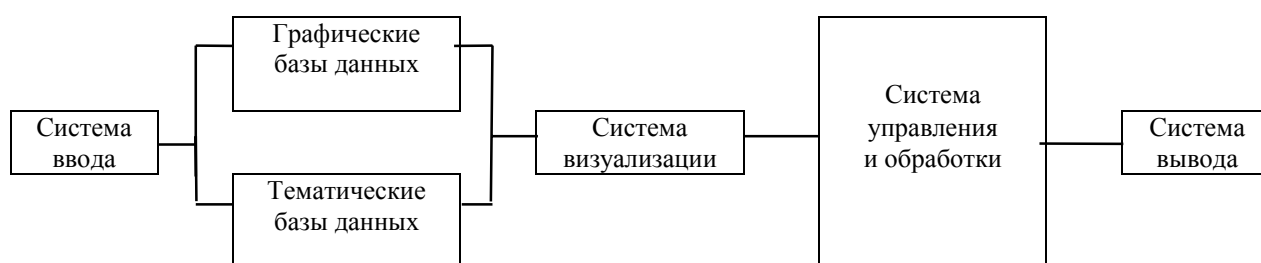 Система
ввода
Графические
базы данных
Тематические
базы данных
Система
визуализации
Система
управления
и обработки
Система
вывода